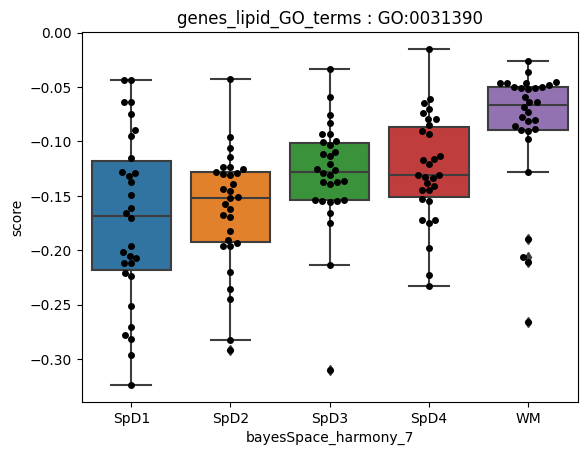 genes_lipid_GO_terms : GO:0031390
0.00
−0.05
−0.10
−0.15
−0.20
−0.25
−0.30
score
SpD1 SpD2 SpD3 SpD4 WM
bayesSpace_harmony_7